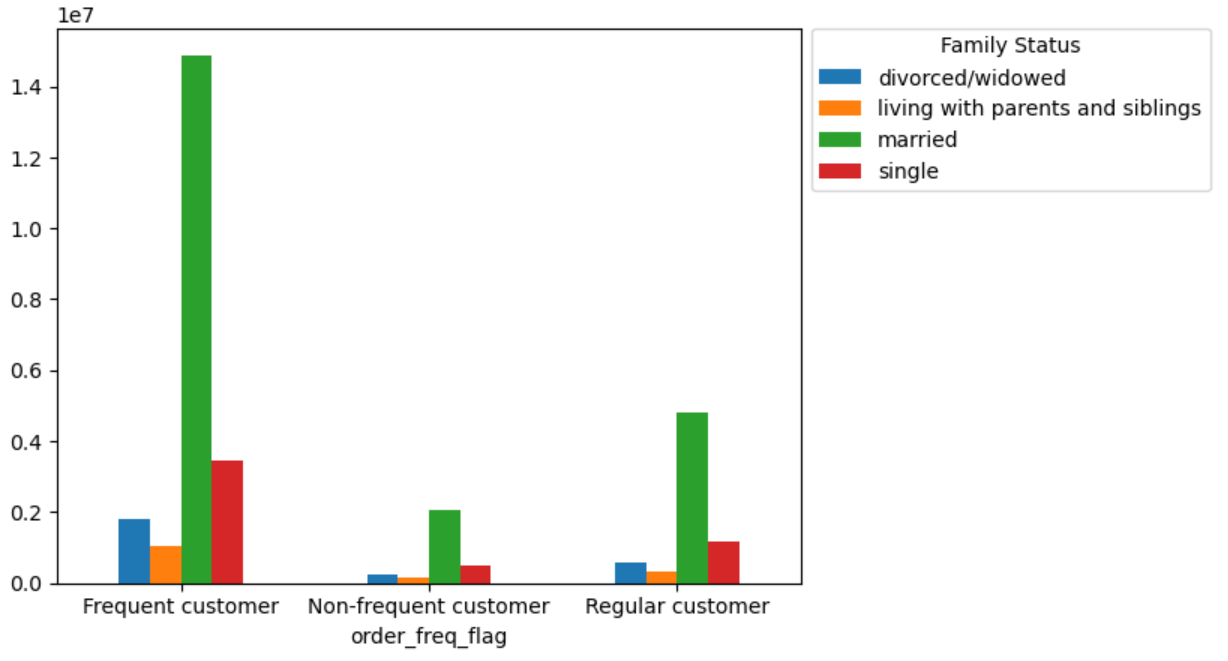 1e7
1.4
1.2
1.0
0.8
0.6
0.4
0.2
0.0
Frequent customer Non-frequent customer Regular customer
order_freq_flag
Family Status
divorced/widowed
living with parents and siblings
married
single